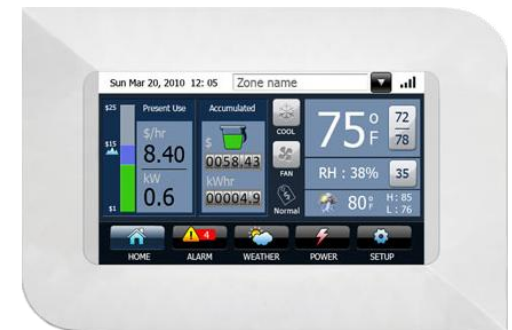 Sun Mar 20, 2010 12: 05 Zone name
$25 Present Use Accumulated
$/hr $ COOL 75°F 72
$15 8.40 0058.43 78
kW kWhr FAN RH : 38% 35
0.6 00004.9
$1 Normal 80°F H: 85
L: 76
4
HOME ALARM WEATHER POWER SETUP